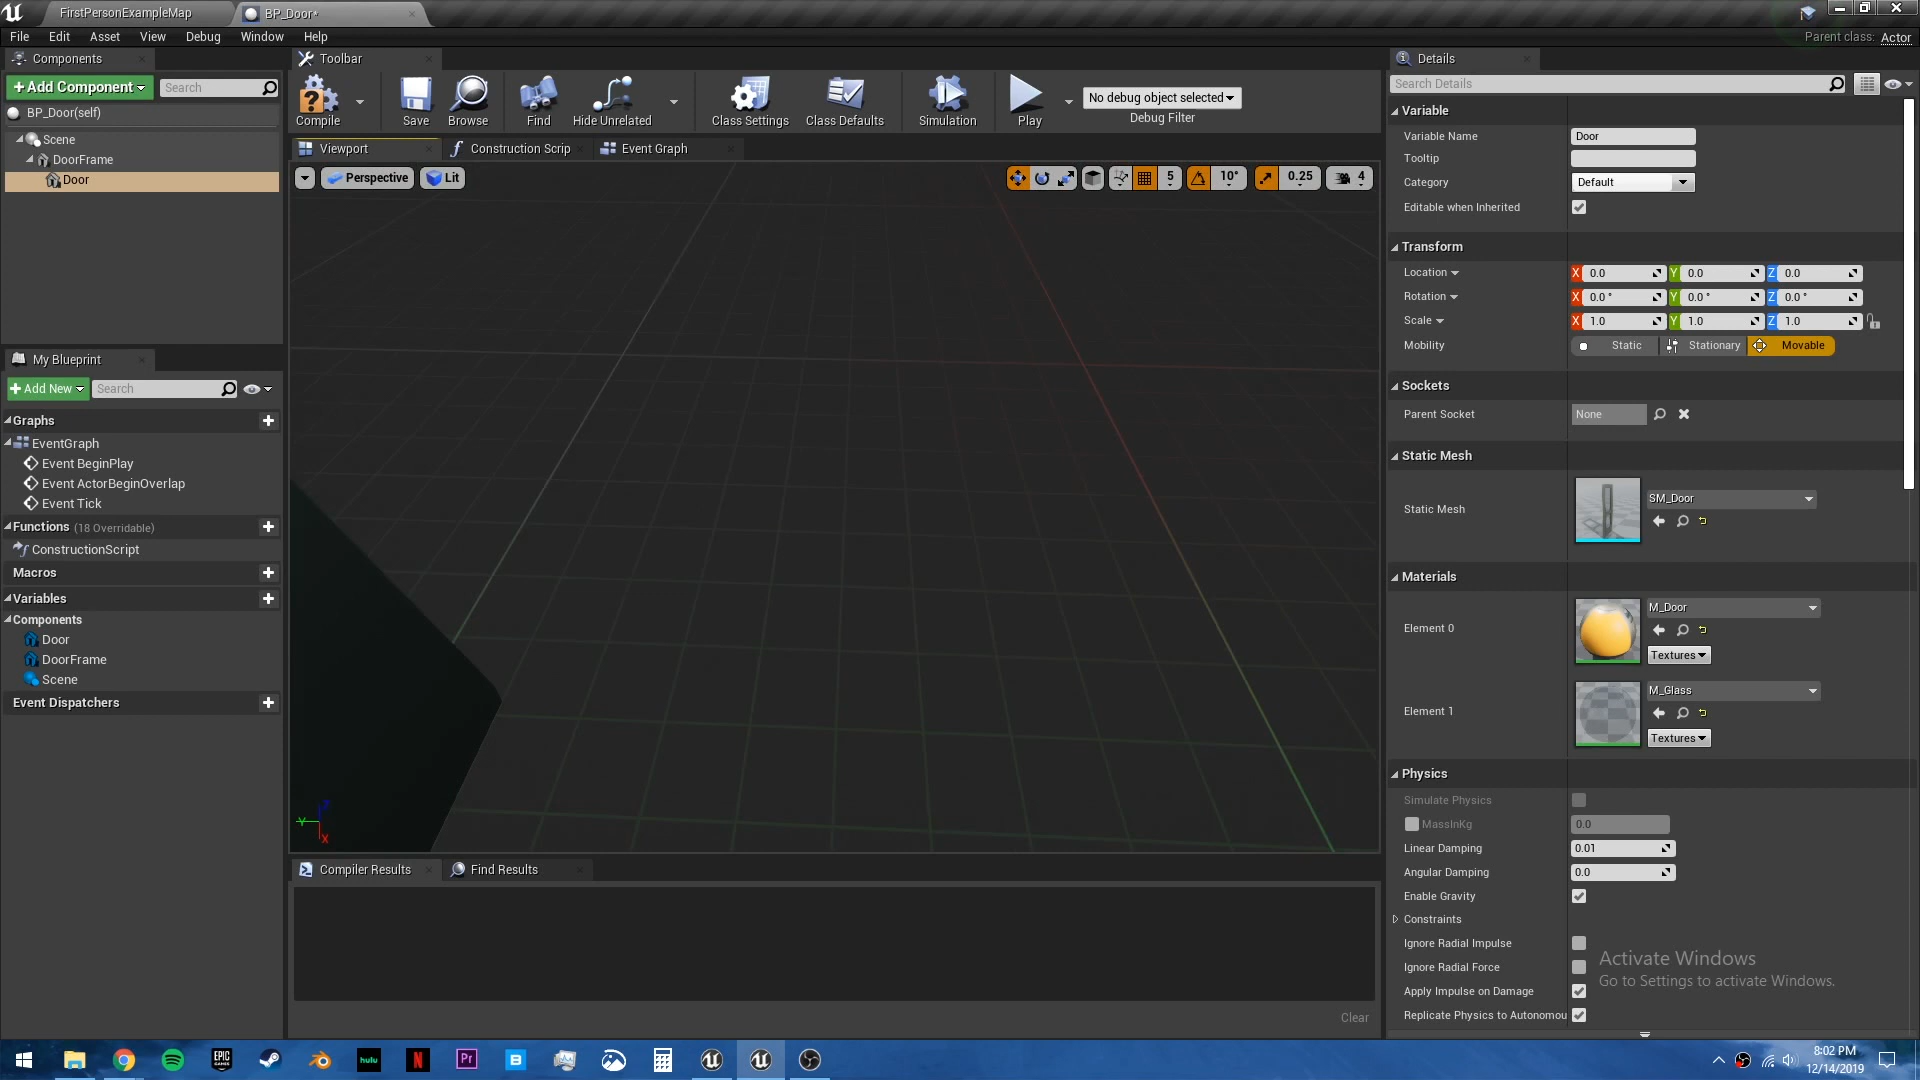 FirstPersonExampleMap
BP_Door*
File Edit Asset View Debug Window Help
Parent class: Actor
Components
+Add Component
Search
BP_Door(self)
Scene
DoorFrame
Door
My Blueprint
+Add New
Search
Graphs
EventGraph
Event BeginPlay
Event ActorBeginOverlap
Event Tick
Functions (18 Overridable)
ConstructionScript
Macros
Variables
Components
Door
DoorFrame
Scene
Event Dispatchers
Toolbar
Compile
Save
Browse
Find
Hide Unrelated
Class Settings
Class Defaults
Simulation
Play
No debug object selected
Debug Filter
Viewport
Construction Scrip
Event Graph
Perspective
Lit
5
10°
0.25
4
Z
Y
X
Compiler Results
Find Results
Clear
Details
Search Details
Variable
Variable Name Door
Tooltip
Category Default
Editable when Inherited
Transform
Location X 0.0 Y 0.0 Z 0.0
Rotation X 0.0 ° Y 0.0 ° Z 0.0 °
Scale X 1.0 Y 1.0 Z 1.0
Mobility Static Stationary Movable
Sockets
Parent Socket None
Static Mesh
Static Mesh SM_Door
Materials
Element 0 M_Door
Textures
Element 1 M_Glass
Textures
Physics
Simulate Physics
MassInKg 0.0
Linear Damping 0.01
Angular Damping 0.0
Enable Gravity
Constraints
Ignore Radial Impulse
Ignore Radial Force
Apply Impulse on Damage
Replicate Physics to Autonomou
Activate Windows
Go to Settings to activate Windows.
EPIC GAMES
hulu
N
Pr
B
8:02 PM
12/14/2019